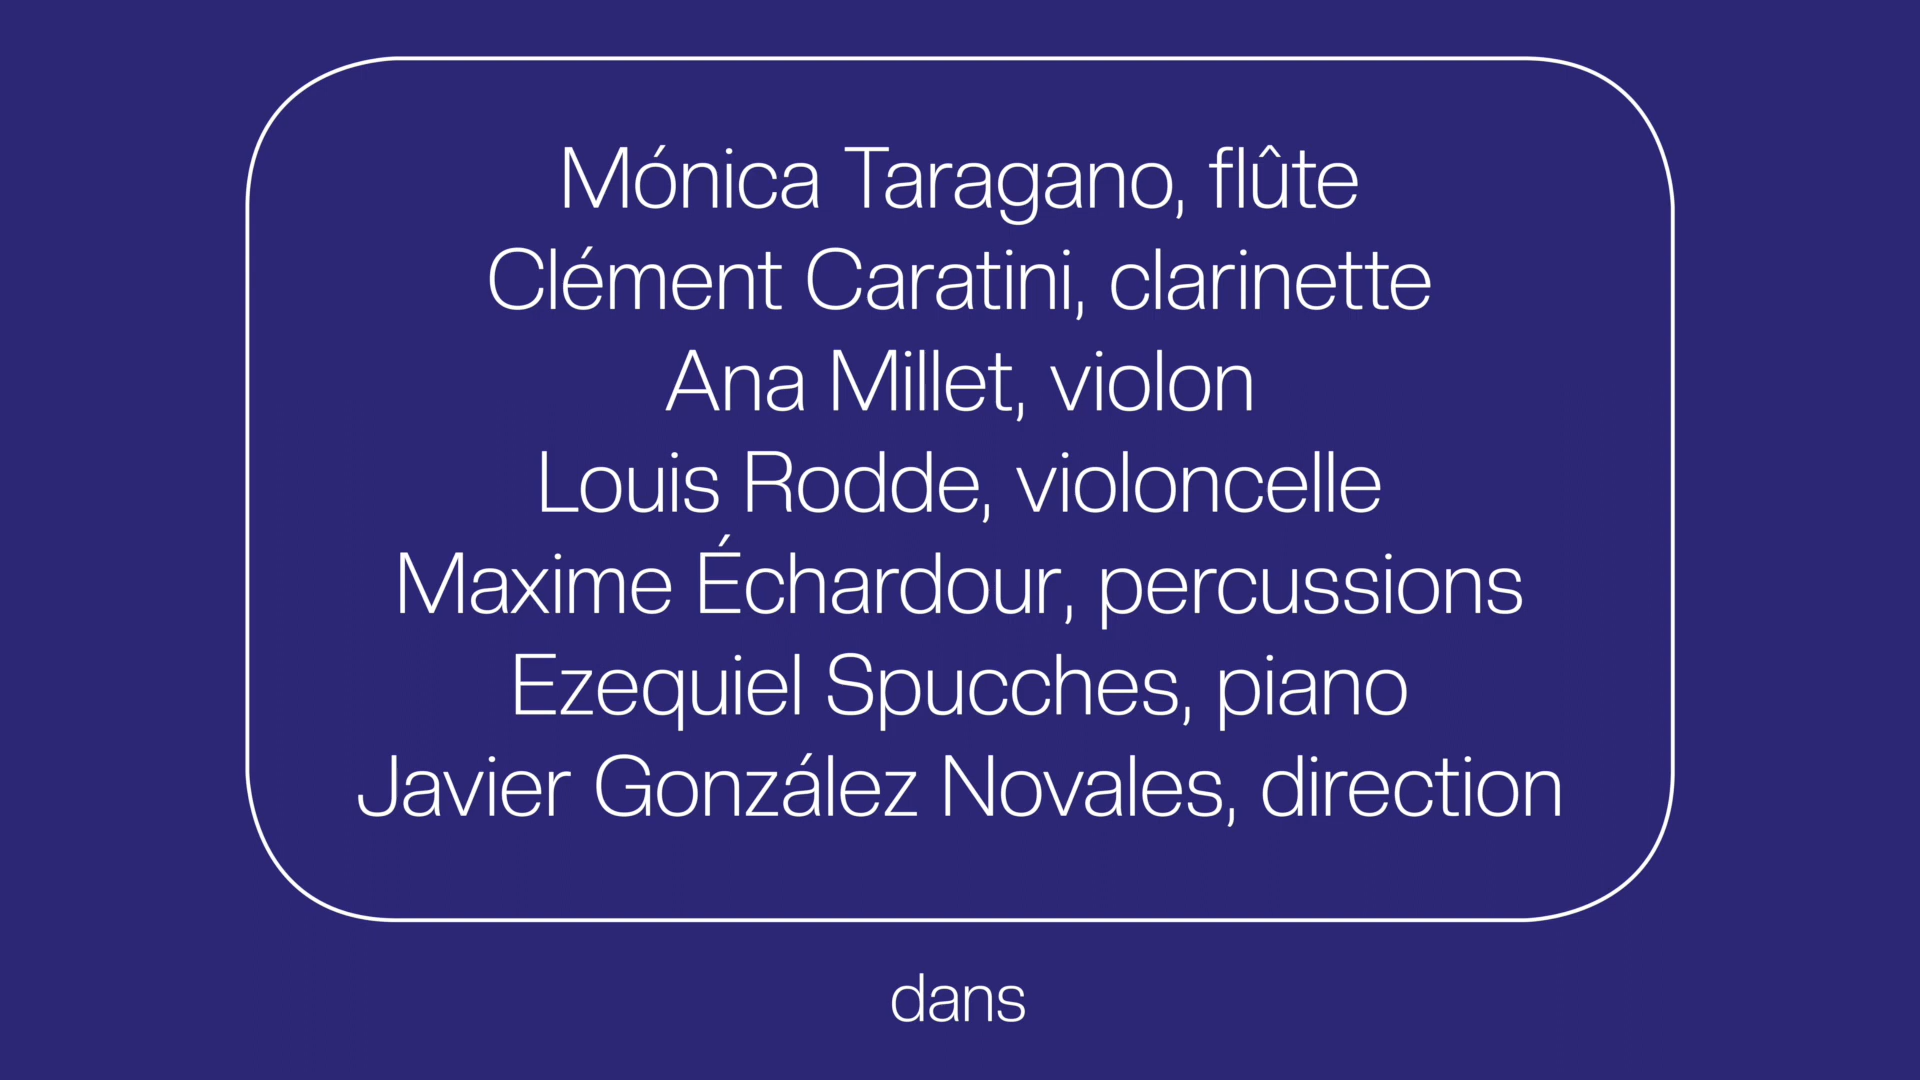 Mónica Taragano, flûte
Clément Caratini, clarinette
Ana Millet, violon
Louis Rodde, violoncelle
Maxime Échardour, percussions
Ezequiel Spucches, piano
Javier González Novales, direction
dans